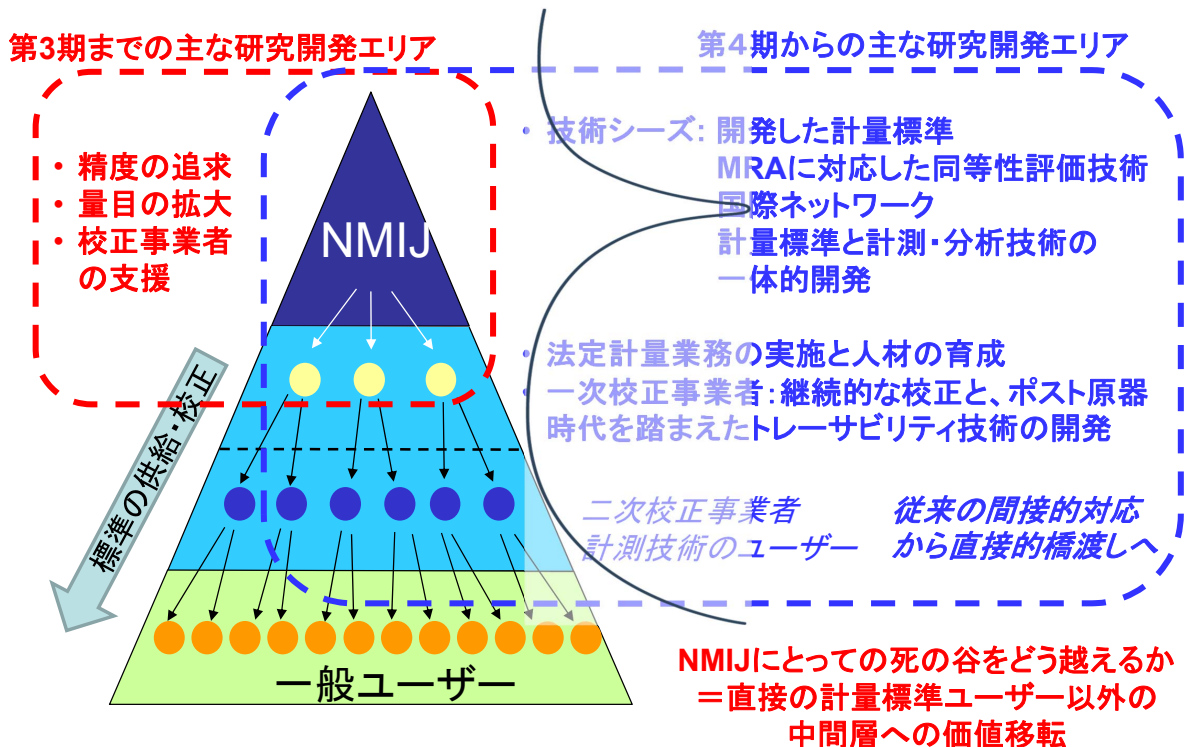 第3期までの主な研究開発エリア
第4期からの主な研究開発エリア
・ 精度の追求
・ 量目の拡大
・ 校正事業者
の支援
NMIJ
標準の供給・校正
一般ユーザー
・ 技術シーズ: 開発した計量標準
MRAに対応した同等性評価技術
国際ネットワーク
計量標準と計測・分析技術の
一体的開発
・ 法定計量業務の実施と人材の育成
・ 一次校正事業者:継続的な校正と、ポスト原器
時代を踏まえたトレーサビリティ技術の開発
二次校正事業者 従来の間接的対応
計測技術のユーザー から直接的橋渡しへ
NMIJにとっての死の谷をどう越えるか
=直接の計量標準ユーザー以外の
中間層への価値移転